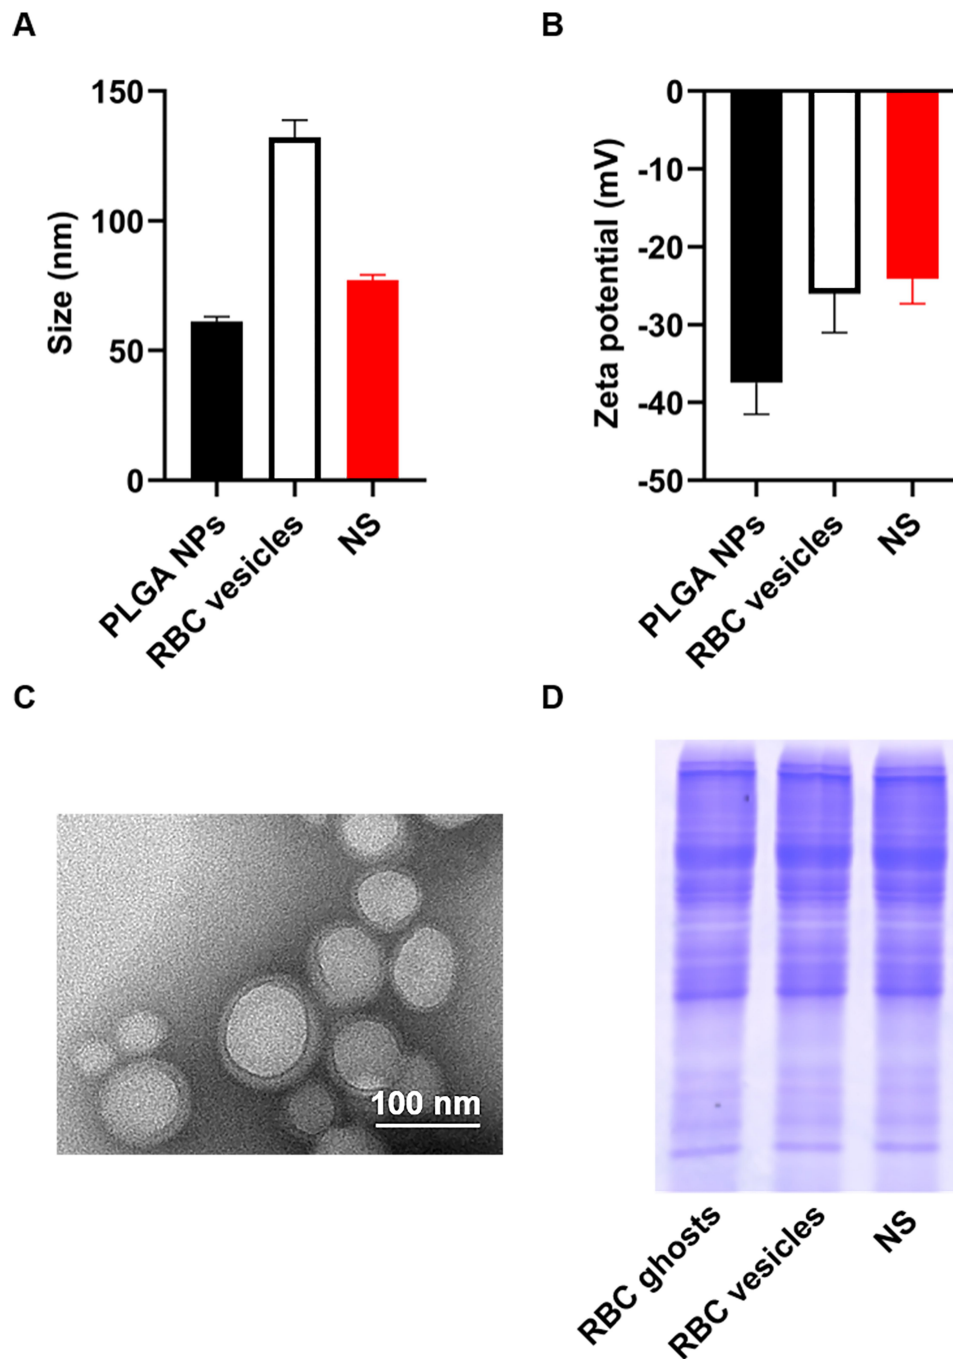 A
B
Size (nm)
150
100
50
0
PLGA NPs
RBC vesicles
NS
Zeta potential (mV)
0
-10
-20
-30
-40
-50
PLGA NPs
RBC vesicles
NS
C
D
100 nm
RBC ghosts
RBC vesicles
NS